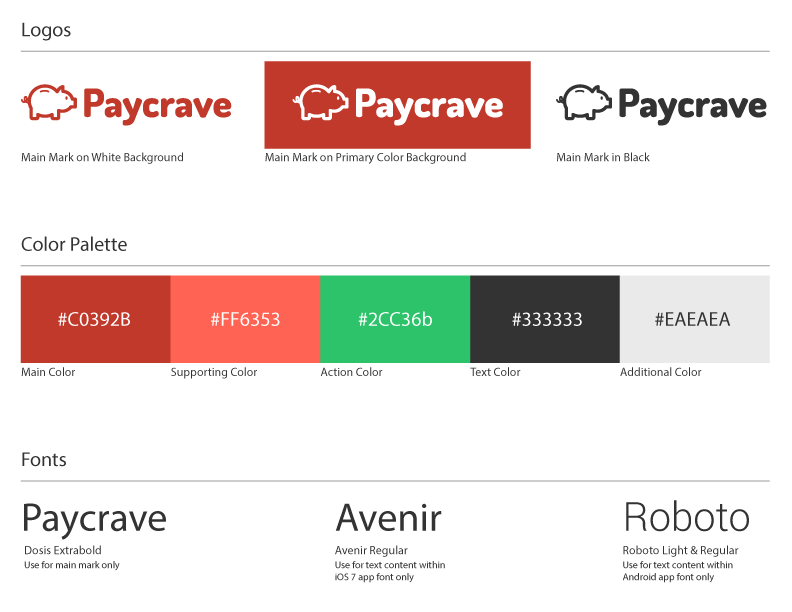 Logos
Paycrave
Paycrave
Paycrave
Main Mark on White Background
Main Mark on Primary Color Background
Main Mark in Black
Color Palette
#C0392B
#FF6353
#2CC36b
#333333
#EAEAEA
Main Color
Supporting Color
Action Color
Text Color
Additional Color
Fonts
Paycrave
Dosis Extrabold
Use for main mark only
Avenir
Avenir Regular
Use for text content within
iOS 7 app font only
Roboto
Roboto Light & Regular
Use for text content within
Android app font only